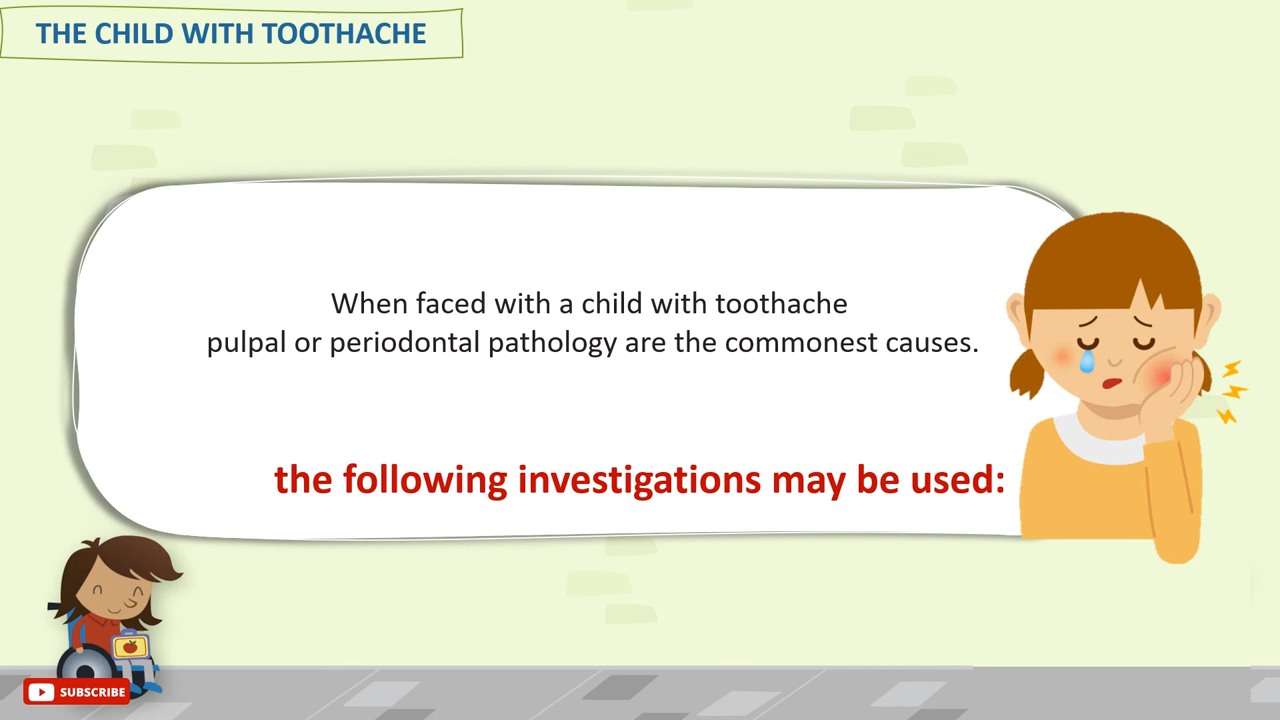 THE CHILD WITH TOOTHACHE
When faced with a child with toothache
pulpal or periodontal pathology are the commonest causes.
the following investigations may be used:
SUBSCRIBE